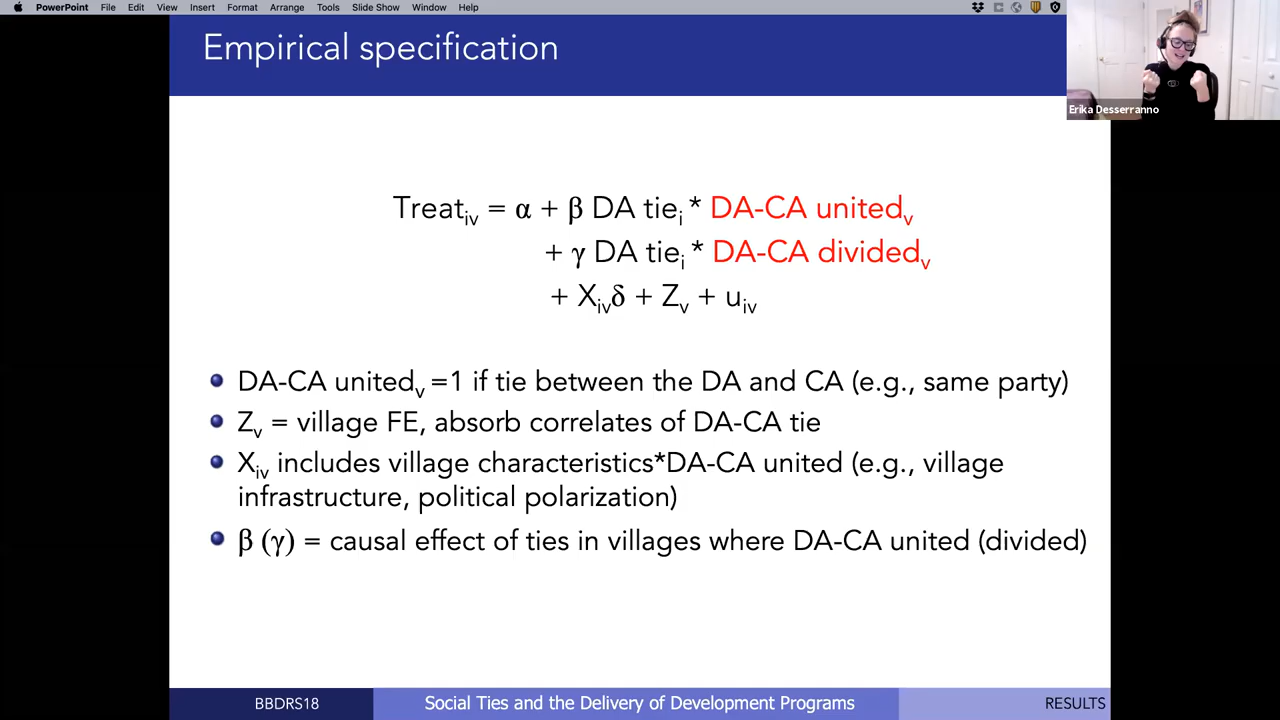 PowerPoint File Edit View Insert Format Arrange Tools Slide Show Window Help
Empirical specification
Erika Desserranno
Treat_iv = α + β DA tie_i * DA-CA united_v
+ γ DA tie_i * DA-CA divided_v
+ X_ivδ + Z_v + u_iv
DA-CA united_v =1 if tie between the DA and CA (e.g., same party)
Z_v = village FE, absorb correlates of DA-CA tie
X_iv includes village characteristics*DA-CA united (e.g., village
infrastructure, political polarization)
β (γ) = causal effect of ties in villages where DA-CA united (divided)
BBDRS18 Social Ties and the Delivery of Development Programs RESULTS